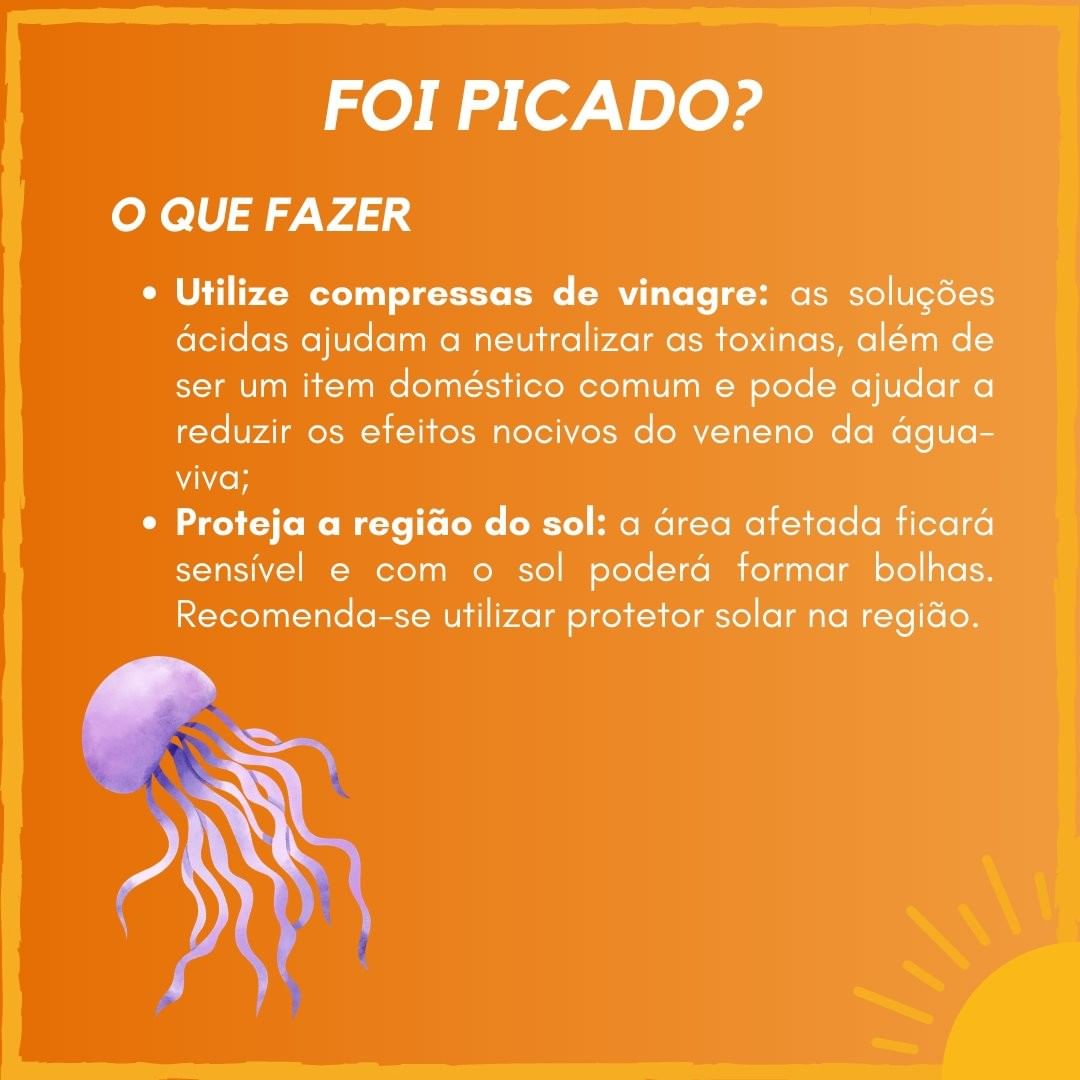 FOI PICADO?
O QUE FAZER
• Utilize compressas de vinagre: as soluções
ácidas ajudam a neutralizar as toxinas, além de
ser um item doméstico comum e pode ajudar a
reduzir os efeitos nocivos do veneno da água-
viva;
• Proteja a região do sol: a área afetada ficará
sensível e com o sol poderá formar bolhas.
Recomenda-se utilizar protetor solar na região.